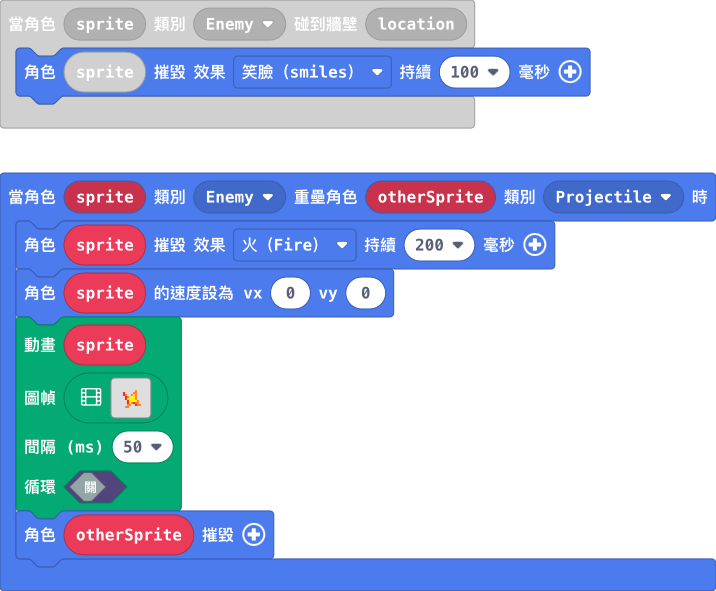 當角色 sprite 類別 Enemy 碰到牆壁 location
角色 sprite 摧毀 效果 笑臉 (smiles) 持續 100 毫秒
當角色 sprite 類別 Enemy 重疊角色 otherSprite 類別 Projectile 時
角色 sprite 摧毀 效果 火 (Fire) 持續 200 毫秒
角色 sprite 的速度設為 vx 0 vy 0
動畫 sprite
圖幀
間隔 (ms) 50
循環 關
角色 otherSprite 摧毀